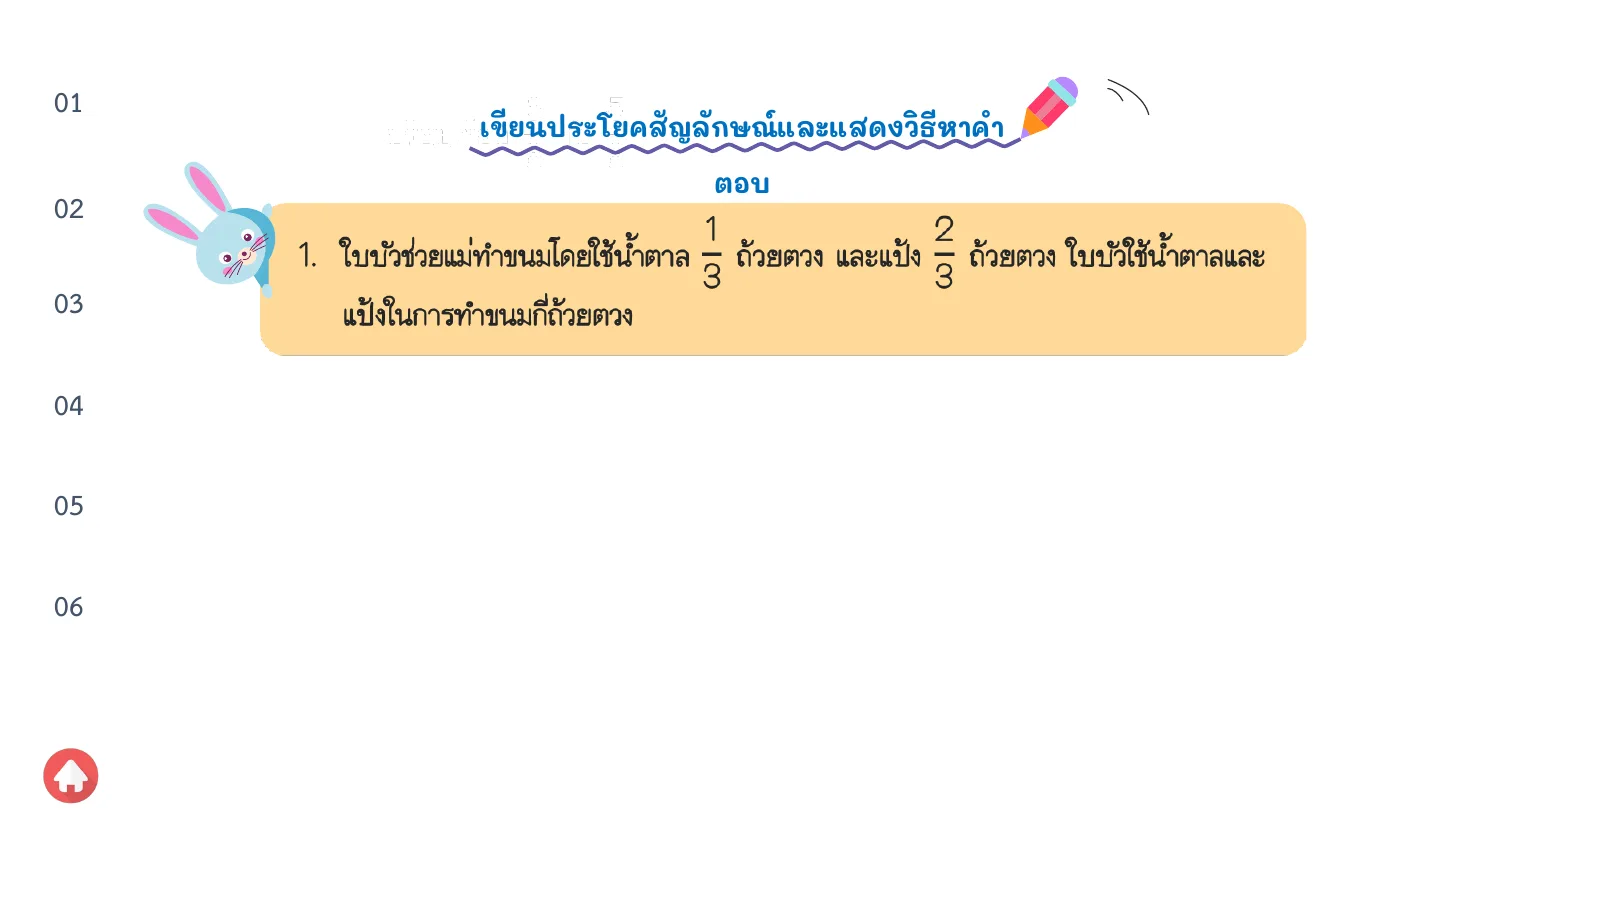 01
เขียนประโยคสัญลักษณ์และแสดงวิธีหาคำ
ตอบ
02
1. ใบบัวช่วยแม่ทำขนมโดยใช้น้ำตาล 1/3 ถ้วยตวง และแป้ง 2/3 ถ้วยตวง ใบบัวใช้น้ำตาลและ
03
แป้งในการทำขนมกี่ถ้วยตวง
04
05
06